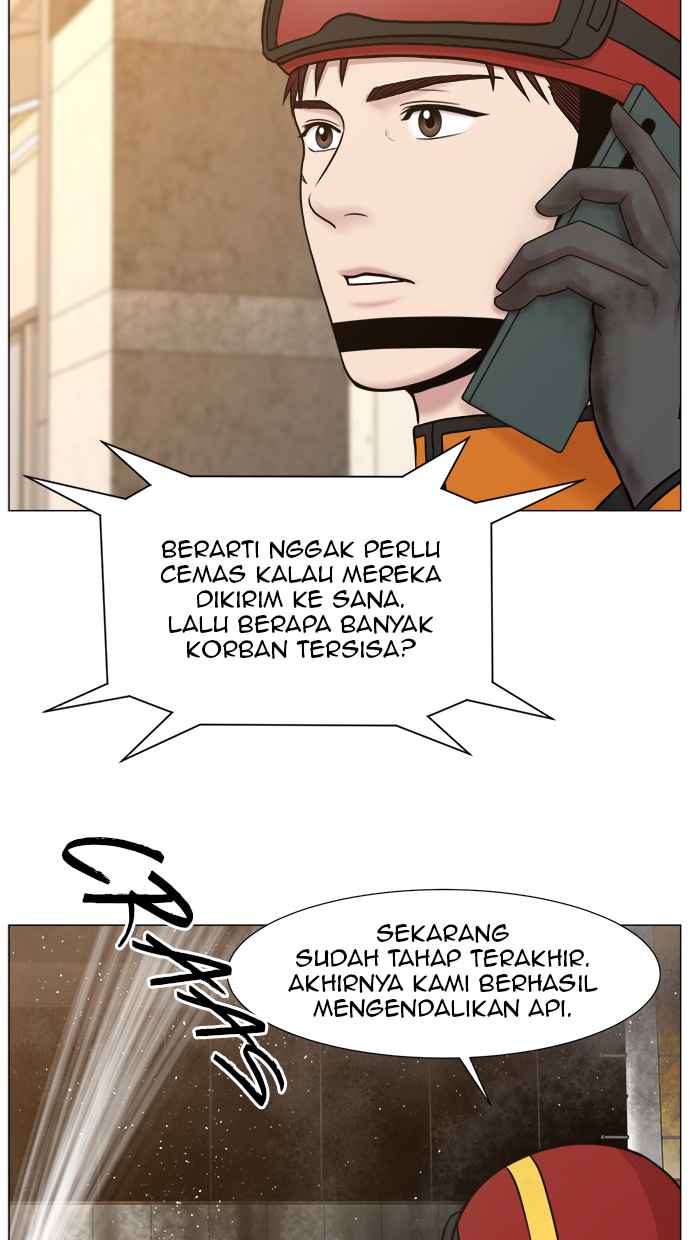 BERARTI NGGAK PERLU
CEMAS KALAU MEREKA
DIKIRIM KE SANA.
LALU BERAPA BANYAK
KORBAN TERSISA?
CRAAS
SEKARANG
SUDAH TAHAP TERAKHIR.
AKHIRNYA KAMI BERHASIL
MENGENDALIKAN API.